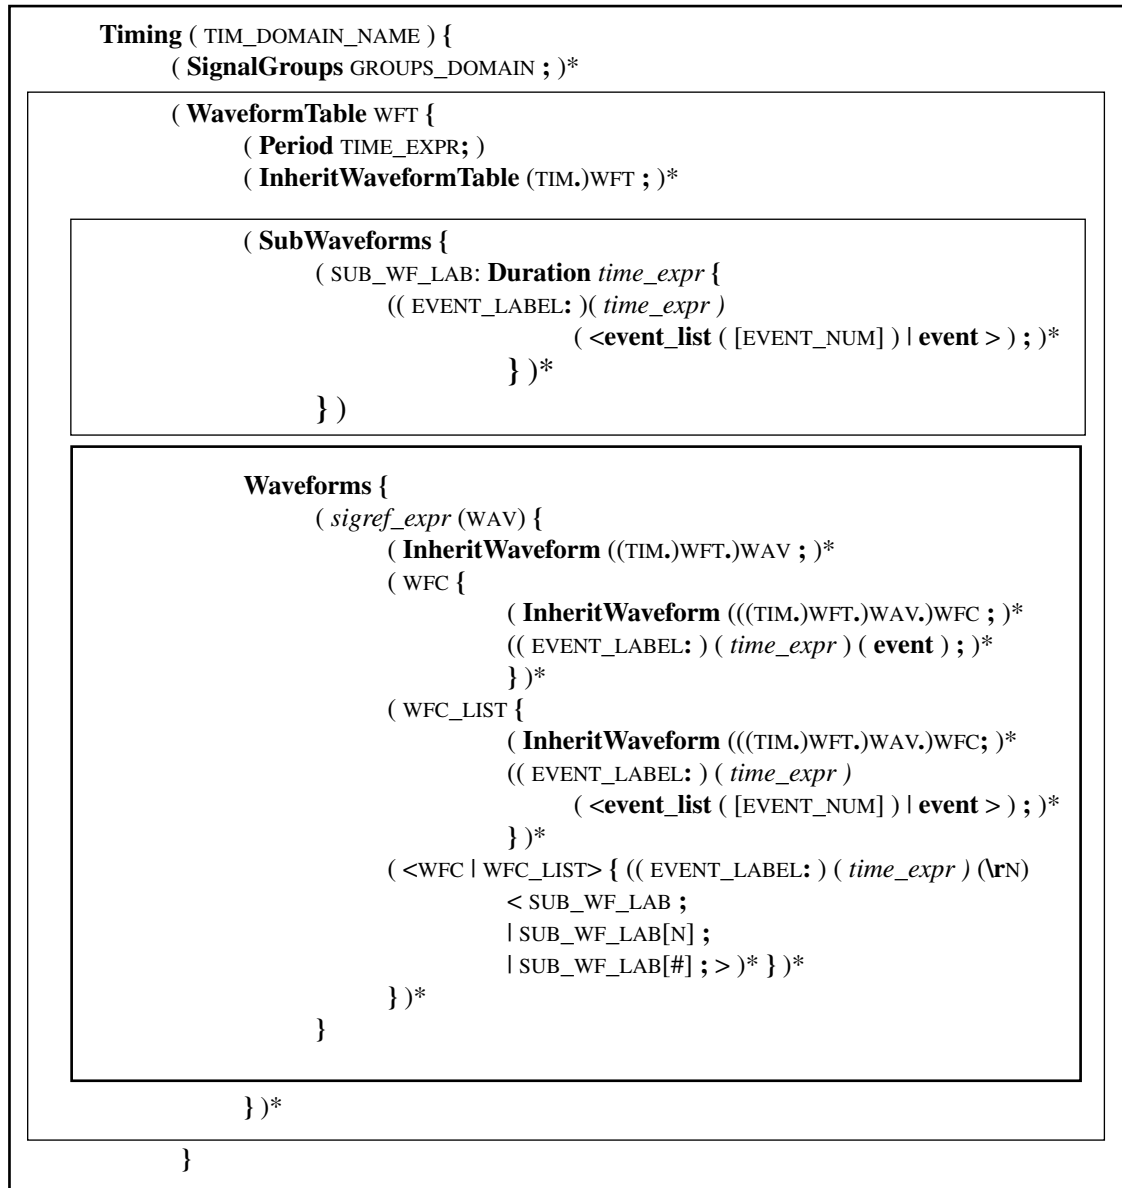 Timing ( TIM_DOMAIN_NAME ) {
( SignalGroups GROUPS_DOMAIN ; )*
( WaveformTable WFT {
( Period TIME_EXPR; )
( InheritWaveformTable (TIM.)WFT ; )*
( SubWaveforms {
( SUB_WF_LAB: Duration time_expr {
(( EVENT_LABEL: )( time_expr )
( <event_list ( [EVENT_NUM] ) | event > ) ; )*
} )*
} )
Waveforms {
( sigref_expr (WAV) {
( InheritWaveform ((TIM.)WFT.)WAV ; )*
( WFC {
( InheritWaveform (((TIM.)WFT.)WAV.)WFC ; )*
(( EVENT_LABEL: ) ( time_expr ) ( event ) ; )*
} )*
( WFC_LIST {
( InheritWaveform (((TIM.)WFT.)WAV.)WFC; )*
(( EVENT_LABEL: ) ( time_expr )
( <event_list ( [EVENT_NUM] ) | event > ) ; )*
} )*
( <WFC | WFC_LIST> { (( EVENT_LABEL: ) ( time_expr ) (\rN)
< SUB_WF_LAB ;
| SUB_WF_LAB[N] ;
| SUB_WF_LAB[#] ; > )* } )*
} )*
}
} )*
}